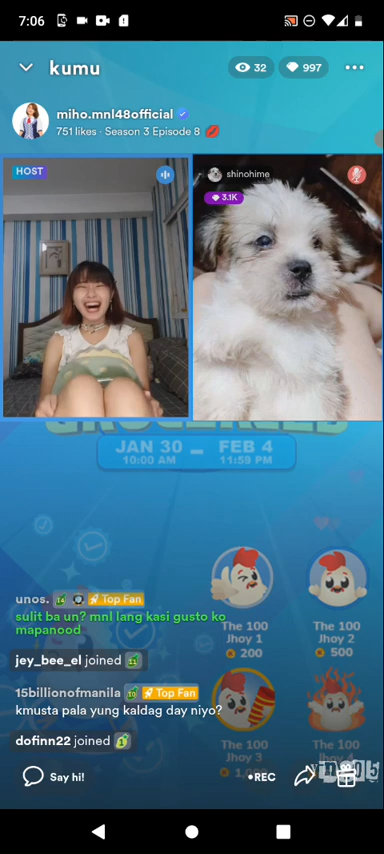 7:06
kumu
32
997
miho.mnl48official
751 likes · Season 3 Episode 8
HOST
shinohime
3.1K
JAN 30 – FEB 4
10:00 AM 11:59 PM
unos. 14 Top Fan
sulit ba un? mnl lang kasi gusto ko
mapanood
jey_bee_el joined
15billionofmanila Top Fan
kmusta pala yung kaldag day niyo?
dofinn22 joined
The 100
Jhoy 1
200
The 100
Jhoy 2
500
The 100
Jhoy 3
The 100
Say hi!
•REC